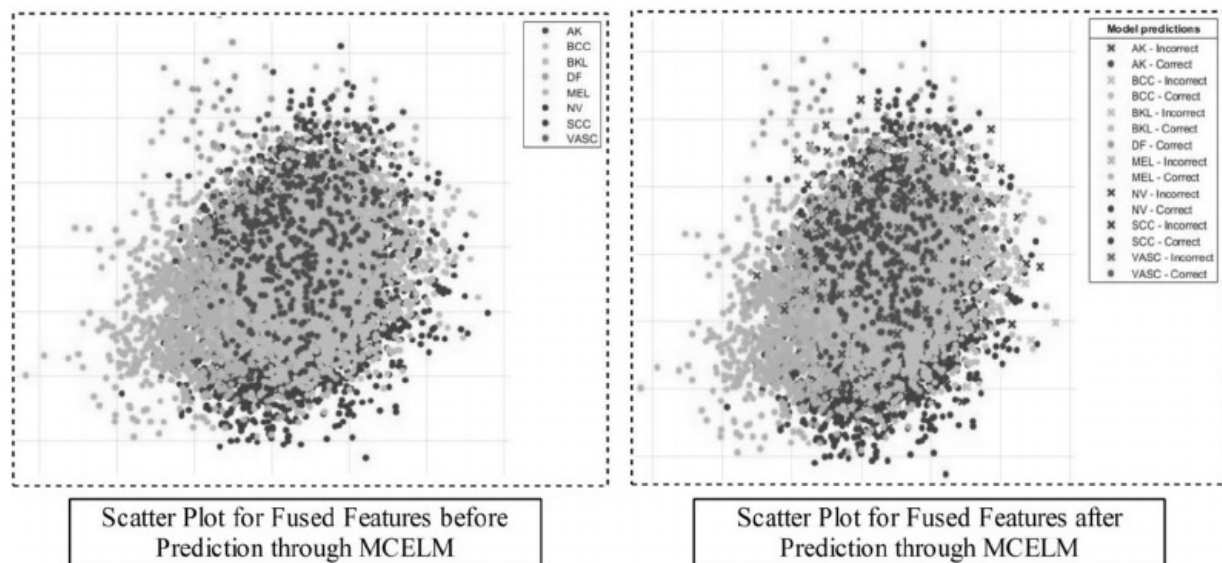 AK
BCC
BKL
DF
MEL
NV
SCC
VASC
Model predictions
AK - Incorrect
AK - Correct
BCC - Incorrect
BCC - Correct
BKL - Incorrect
BKL - Correct
DF - Correct
MEL - Incorrect
MEL - Correct
NV - Incorrect
NV - Correct
SCC - Incorrect
SCC - Correct
VASC - Incorrect
VASC - Correct
Scatter Plot for Fused Features before
Prediction through MCELM
Scatter Plot for Fused Features after
Prediction through MCELM